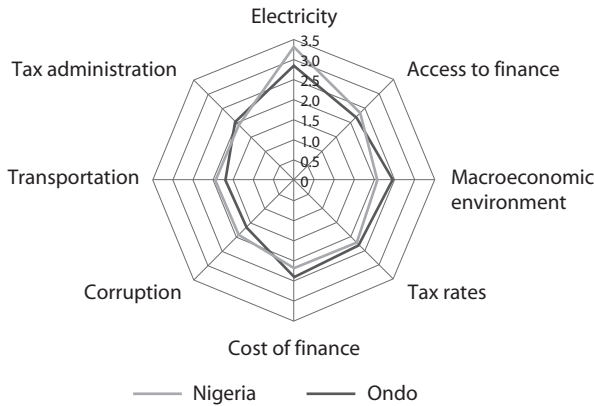 Electricity
3.5
3.0
2.5
2.0
1.5
1.0
0.5
0
Tax administration
Access to finance
Transportation
Macroeconomic
environment
Corruption
Tax rates
Cost of finance
Nigeria
Ondo